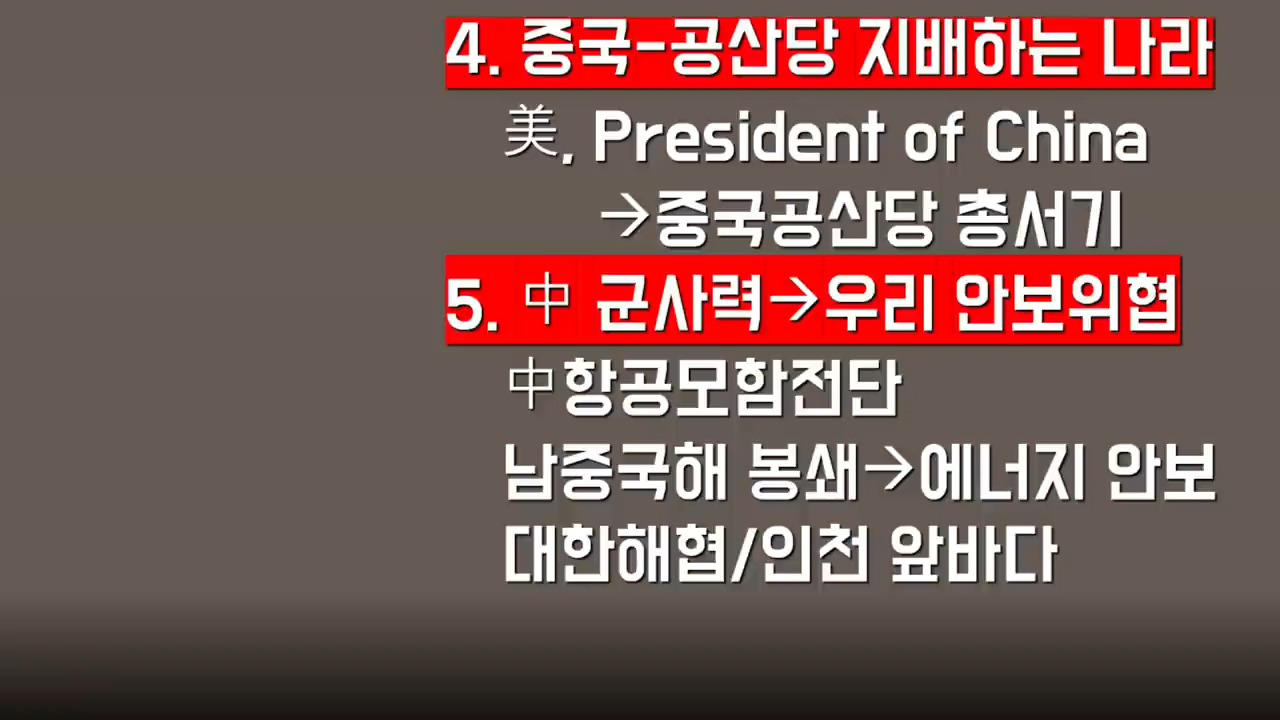 4. 중국-공산당 지배하는 나라
美, President of China
→중국공산당 총서기
5. 中 군사력→우리 안보위협
中항공모함전단
남중국해 봉쇄→에너지 안보
대한해협/인천 앞바다